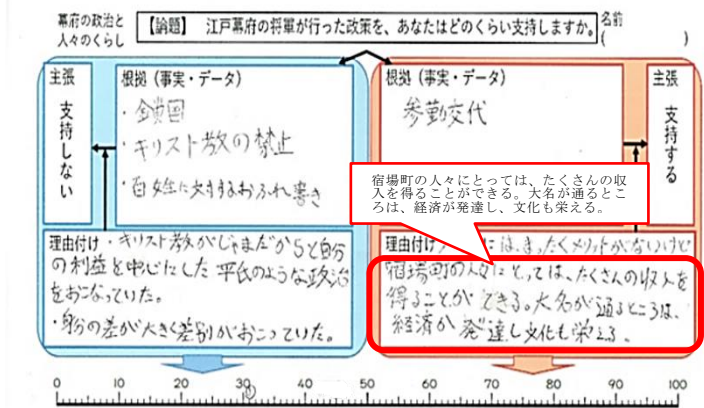 幕府の政治と
人々のくらし
【論題】 江戸幕府の将軍が行った政策を、あなたはどのくらい支持しますか。
名前
( )
主張
支持しない
根拠（事実・データ）
・鎖国
・キリスト教の禁止
・百姓に対するおふれ書き
理由付け・キリスト教がじゃまだからと自分
の利益を中心にした平氏のような政治
をおこなっていた。
・身分の差が大きく差別がおこっていた。
根拠（事実・データ）
参勤交代
主張
支持する
宿場町の人々にとっては、たくさんの収
入を得ることができる。大名が通るとこ
ろは、経済が発達し、文化も栄える。
理由付け には、まったくメリットがないけど
宿場町の人々にとっては、たくさんの収入を
得ることができる。大名が通るところは、
経済が発達し文化も栄える。
0 10 20 30 40 50 60 70 80 90 100